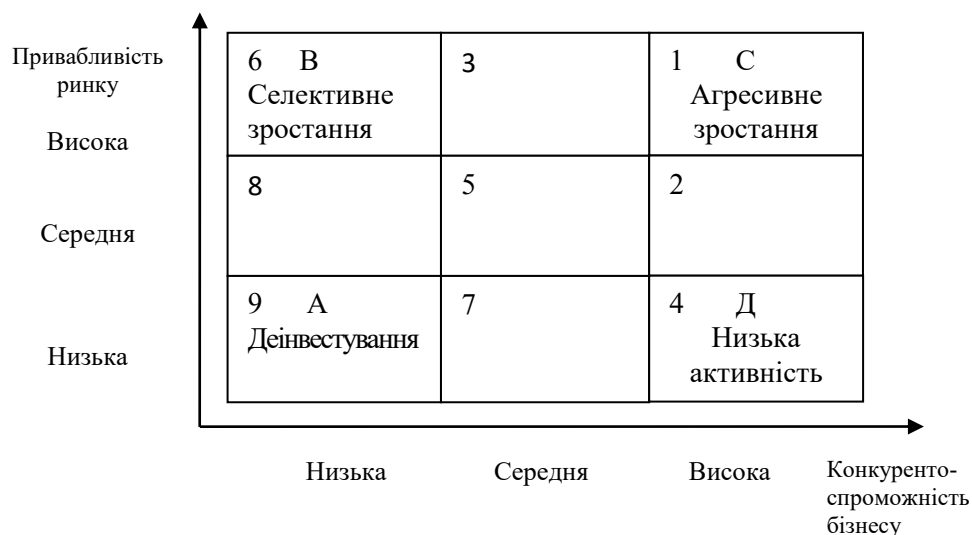 Привабливість
ринку
Висока
6 В
Селективне
зростання
3
1 С
Агресивне
зростання
Середня
8
5
2
Низька
9 А
Деінвестування
7
4 Д
Низька
активність
Низька
Середня
Висока
Конкуренто-
спроможність
бізнесу